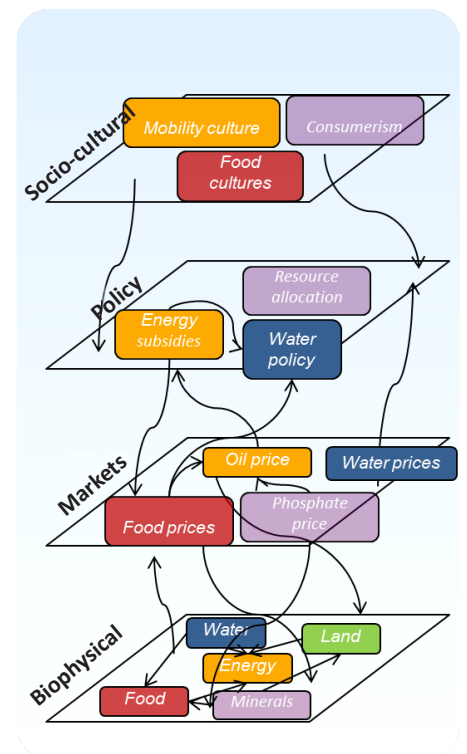 Socio-cultural
Mobility culture
Consumerism
Food
cultures
Policy
Resource
allocation
Energy
subsidies
Water
policy
Markets
Oil price
Water prices
Food prices
Phosphate
price
Biophysical
Water
Land
Energy
Food
Minerals